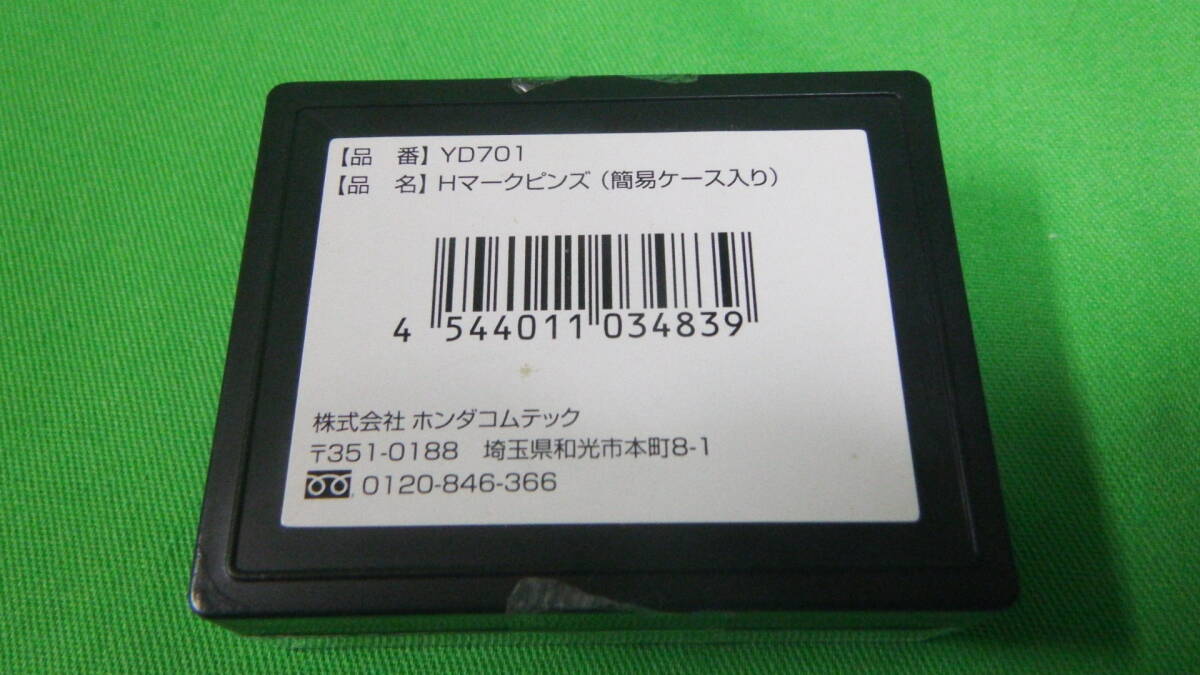 【品　番】YD701
【品　名】Hマークピンズ（簡易ケース入り）
4 544011 034839
株式会社 ホンダコムテック
〒351-0188　埼玉県和光市本町8-1
0120-846-366